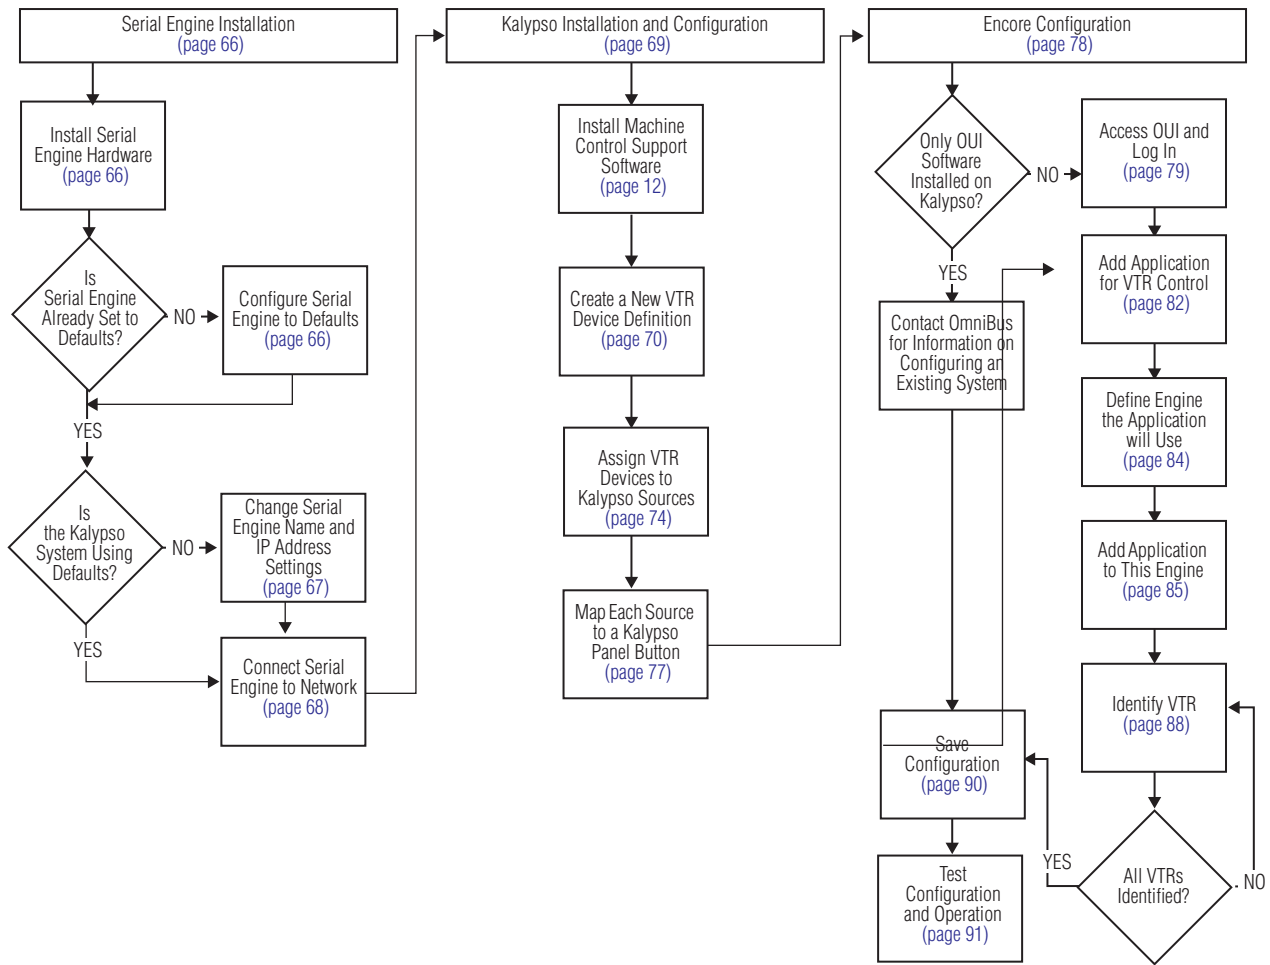 Serial Engine Installation
(page 66)
Install Serial
Engine Hardware
(page 66)
Is
Serial Engine
Already Set to
Defaults?
NO
Configure Serial
Engine to Defaults
(page 66)
YES
Is
the Kalypso
System Using
Defaults?
NO
Change Serial
Engine Name and
IP Address
Settings
(page 67)
YES
Connect Serial
Engine to Network
(page 68)
Kalypso Installation and Configuration
(page 69)
Install Machine
Control Support
Software
(page 12)
Create a New VTR
Device Definition
(page 70)
Assign VTR
Devices to
Kalypso Sources
(page 74)
Map Each Source
to a Kalypso
Panel Button
(page 77)
Encore Configuration
(page 78)
Only OUI
Software
Installed on
Kalypso?
NO
Access OUI and
Log In
(page 79)
YES
Contact OmniBus
for Information on
Configuring an
Existing System
Add Application
for VTR Control
(page 82)
Define Engine
the Application
will Use
(page 84)
Add Application
to This Engine
(page 85)
Identify VTR
(page 88)
All VTRs
Identified?
NO
YES
Save
Configuration
(page 90)
Test
Configuration
and Operation
(page 91)